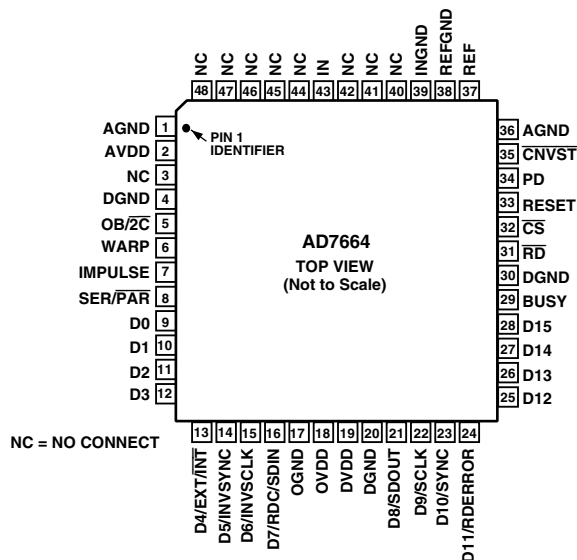 NC
NC
NC
NC
NC
IN
NC
NC
NC
INGND
REFGND
REF
48 47 46 45 44 43 42 41 40 39 38 37
AGND 1
AVDD 2
NC 3
DGND 4
OB/2C 5
WARP 6
IMPULSE 7
SER/PAR 8
D0 9
D1 10
D2 11
D3 12
PIN 1
IDENTIFIER
AD7664
TOP VIEW
(Not to Scale)
36 AGND
35 CNVST
34 PD
33 RESET
32 CS
31 RD
30 DGND
29 BUSY
28 D15
27 D14
26 D13
25 D12
NC = NO CONNECT
13 14 15 16 17 18 19 20 21 22 23 24
D4/EXT/INT
D5/INVSYNC
D6/INVSCLK
D7/RDC/SDIN
OGND
OVDD
DVDD
DGND
D8/SDOUT
D9/SCLK
D10/SYNC
D11/RDERROR